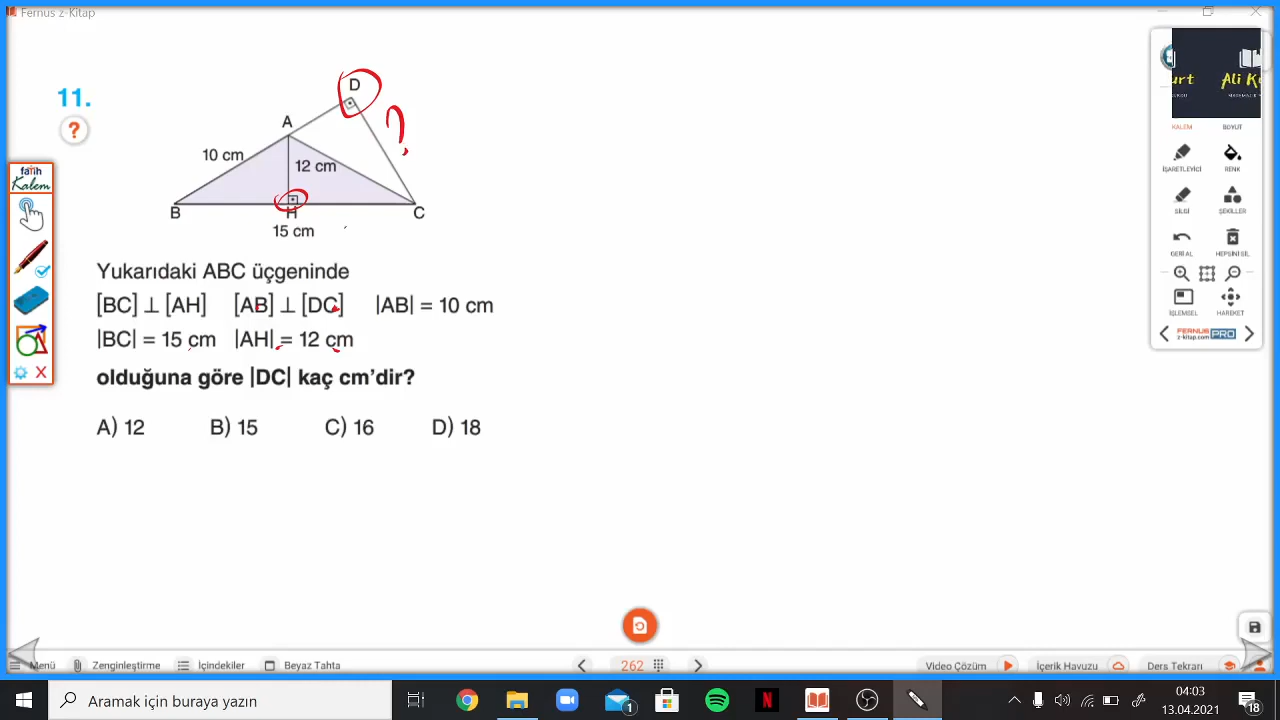 Fernus z-Kitap
11.
?
D
A
10 cm
12 cm
B
H
C
15 cm
Yukarıdaki ABC üçgeninde
[BC] ⊥ [AH] [AB] ⊥ [DC] |AB| = 10 cm
|BC| = 15 cm |AH| = 12 cm
olduğuna göre |DC| kaç cm'dir?
A) 12 B) 15 C) 16 D) 18
?
fatih
Kalem
KALEM BOYUT
İŞARETLEYİCİ RENK
SİLGİ ŞEKİLLER
GERİ AL HEPSİNİ SİL
İŞLEMSEL HAREKET
FERNUS PRO
z-kitap.com
Menü Zenginleştirme İçindekiler Beyaz Tahta 262 Video Çözüm İçerik Havuzu Ders Tekrarı
Aramak için buraya yazın
1
N
04:03
13.04.2021
18